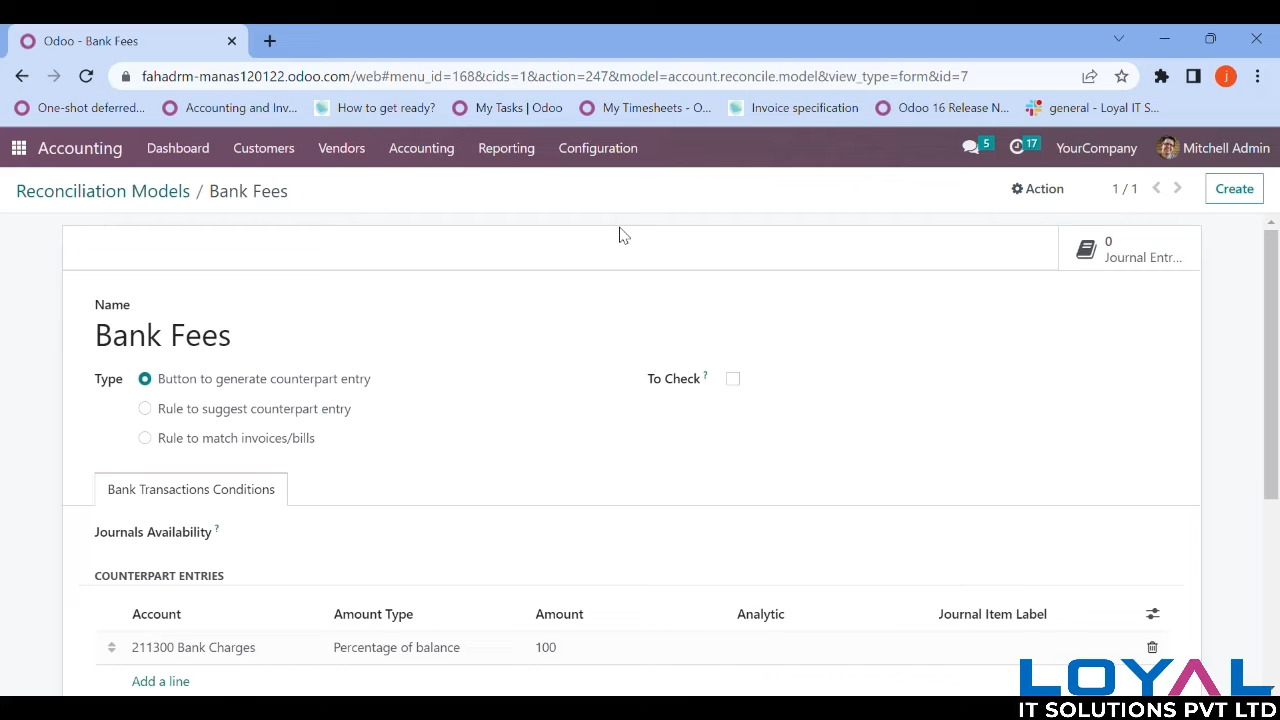 Odoo - Bank Fees
fahadrm-manas120122.odoo.com/web#menu_id=168&cids=1&action=247&model=account.reconcile.model&view_type=form&id=7
j
One-shot deferred... Accounting and Inv... How to get ready? My Tasks | Odoo My Timesheets - O... Invoice specification Odoo 16 Release N... general - Loyal IT S...
Accounting Dashboard Customers Vendors Accounting Reporting Configuration 5 17 YourCompany Mitchell Admin
Reconciliation Models / Bank Fees Action 1 / 1 Create
0
Journal Entr...
Name
Bank Fees
Type Button to generate counterpart entry To Check ?
Rule to suggest counterpart entry
Rule to match invoices/bills
Bank Transactions Conditions
Journals Availability ?
COUNTERPART ENTRIES
Account Amount Type Amount Analytic Journal Item Label
211300 Bank Charges Percentage of balance 100
Add a line
LOYAL
IT SOLUTIONS PVT LTD